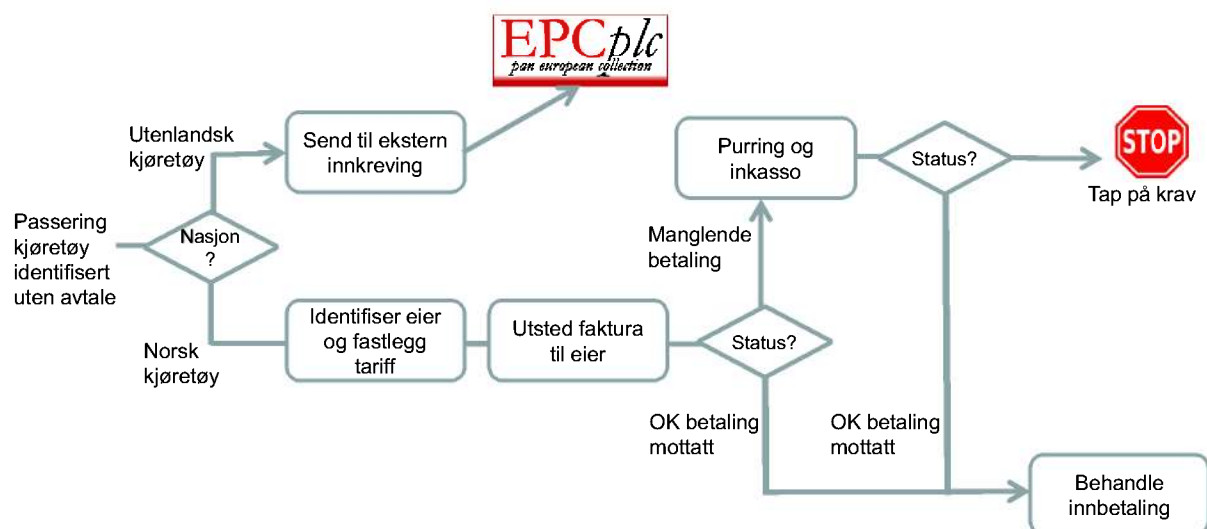 EPCplc
pan european collection
Utenlandsk
kjøretøy
Send til ekstern
innkreving
Purring og
inkasso
Status?
STOP
Tap på krav
Passering
kjøretøy
identifisert
uten avtale
Nasjon
?
Manglende
betaling
Norsk
kjøretøy
Identifiser eier
og fastlegg
tariff
Utsted faktura
til eier
Status?
OK betaling
mottatt
OK betaling
mottatt
Behandle
innbetaling